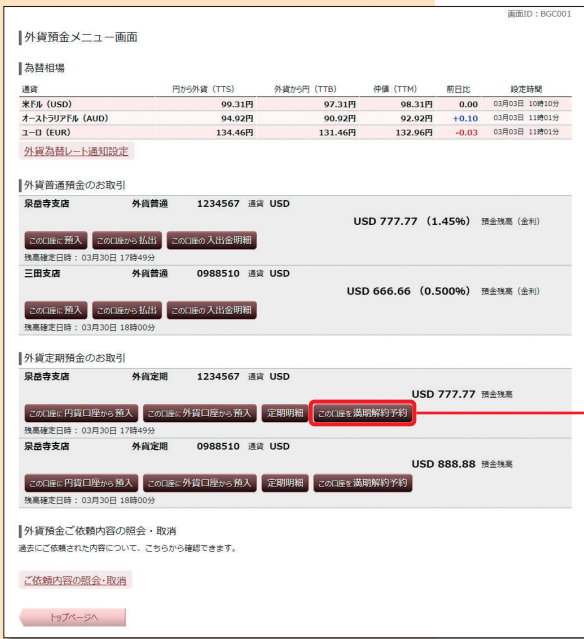 画面ID：BGC001
外貨預金メニュー画面
為替相場
通貨 円から外貨（TTS） 外貨から円（TTB） 仲値（TTM） 前日比 設定時間
米ドル（USD） 99.31円 97.31円 98.31円 0.00 03月03日 10時10分
オーストラリアドル（AUD） 94.92円 90.92円 92.92円 +0.10 03月03日 11時01分
ユーロ（EUR） 134.46円 131.46円 132.96円 -0.03 03月03日 11時01分
外貨為替レート通知設定
外貨普通預金のお取引
泉岳寺支店 外貨普通 1234567 通貨 USD
USD 777.77（1.45%） 預金残高（金利）
この口座に預入 この口座から払出 この口座の入出金明細
残高確定日時：03月30日 17時49分
三田支店 外貨普通 0988510 通貨 USD
USD 666.66（0.500%） 預金残高（金利）
この口座に預入 この口座から払出 この口座の入出金明細
残高確定日時：03月30日 18時00分
外貨定期預金のお取引
泉岳寺支店 外貨定期 1234567 通貨 USD
USD 777.77 預金残高
この口座に円貨口座から預入 この口座に外貨口座から預入 定期明細 この口座を満期解約予約
残高確定日時：03月30日 17時49分
泉岳寺支店 外貨定期 0988510 通貨 USD
USD 888.88 預金残高
この口座に円貨口座から預入 この口座に外貨口座から預入 定期明細 この口座を満期解約予約
残高確定日時：03月30日 18時00分
外貨預金ご依頼内容の照会・取消
過去にご依頼された内容について、こちらから確認できます。
ご依頼内容の照会・取消
トップページへ